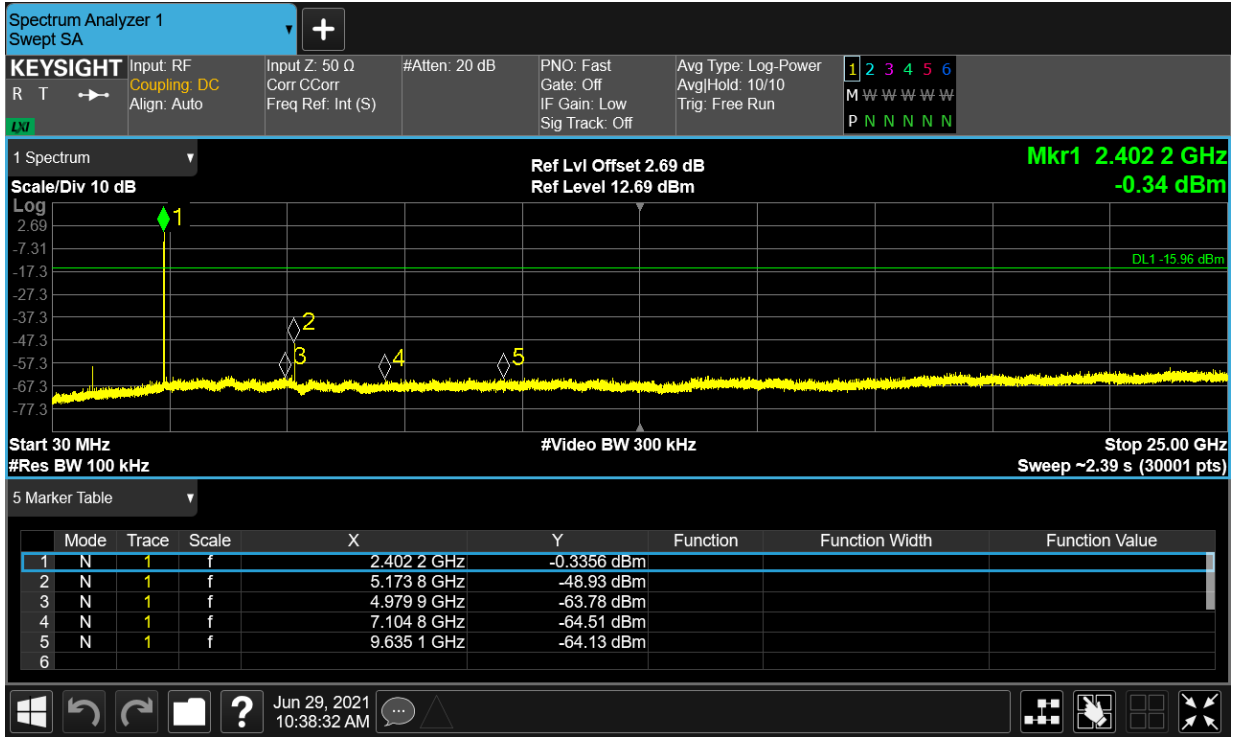 Spectrum Analyzer 1
Swept SA
+
KEYSIGHT
R T
LXI
Input: RF
Coupling: DC
Align: Auto
Input Z: 50 Ω
Corr CCorr
Freq Ref: Int (S)
#Atten: 20 dB
PNO: Fast
Gate: Off
IF Gain: Low
Sig Track: Off
Avg Type: Log-Power
Avg|Hold: 10/10
Trig: Free Run
1 2 3 4 5 6
M W W W W W
P N N N N N
1 Spectrum
Scale/Div 10 dB
Ref Lvl Offset 2.69 dB
Ref Level 12.69 dBm
Mkr1 2.402 2 GHz
-0.34 dBm
Log
2.69
-7.31
-17.3
-27.3
-37.3
-47.3
-57.3
-67.3
-77.3
1
DL1 -15.96 dBm
2
3
4
5
Start 30 MHz
#Video BW 300 kHz
Stop 25.00 GHz
#Res BW 100 kHz
Sweep ~2.39 s (30001 pts)
5 Marker Table
Mode Trace Scale X Y Function Function Width Function Value
1 N 1 f 2.402 2 GHz -0.3356 dBm
2 N 1 f 5.173 8 GHz -48.93 dBm
3 N 1 f 4.979 9 GHz -63.78 dBm
4 N 1 f 7.104 8 GHz -64.51 dBm
5 N 1 f 9.635 1 GHz -64.13 dBm
6
?
Jun 29, 2021
10:38:32 AM